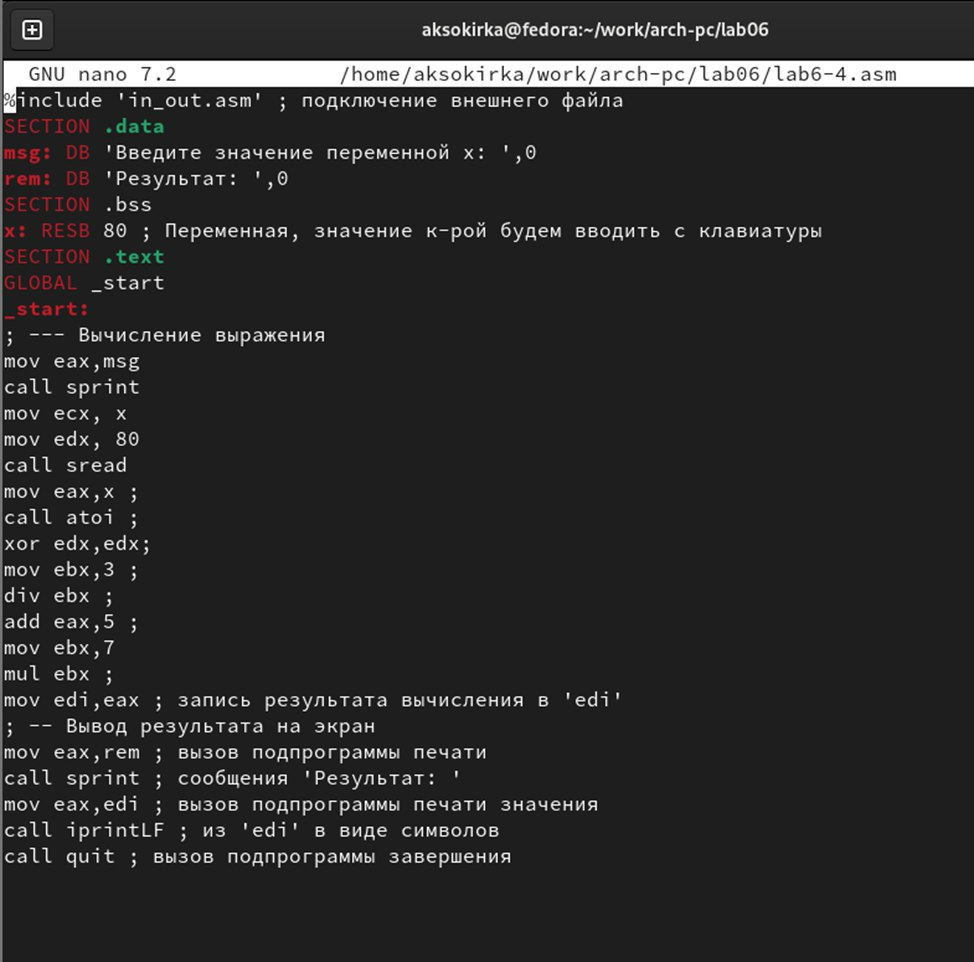 aksokirka@fedora:~/work/arch-pc/lab06
GNU nano 7.2 /home/aksokirka/work/arch-pc/lab06/lab6-4.asm
%include 'in_out.asm' ; подключение внешнего файла
SECTION .data
msg: DB 'Введите значение переменной x: ',0
rem: DB 'Результат: ',0
SECTION .bss
x: RESB 80 ; Переменная, значение к-рой будем вводить с клавиатуры
SECTION .text
GLOBAL _start
_start:
; --- Вычисление выражения
mov eax,msg
call sprint
mov ecx, x
mov edx, 80
call sread
mov eax,x ;
call atoi ;
xor edx,edx;
mov ebx,3 ;
div ebx ;
add eax,5 ;
mov ebx,7
mul ebx ;
mov edi,eax ; запись результата вычисления в 'edi'
; -- Вывод результата на экран
mov eax,rem ; вызов подпрограммы печати
call sprint ; сообщения 'Результат: '
mov eax,edi ; вызов подпрограммы печати значения
call iprintLF ; из 'edi' в виде символов
call quit ; вызов подпрограммы завершения